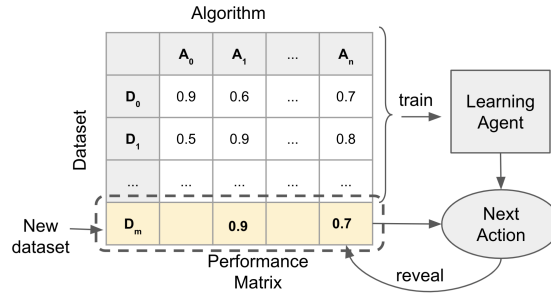 Algorithm
A0 A1 ... An
D0 0.9 0.6 ... 0.7
D1 0.5 0.9 ... 0.8
... ... ... ...
Dm 0.9 0.7
Dataset
New
dataset
Performance
Matrix
train
Learning
Agent
Next
Action
reveal